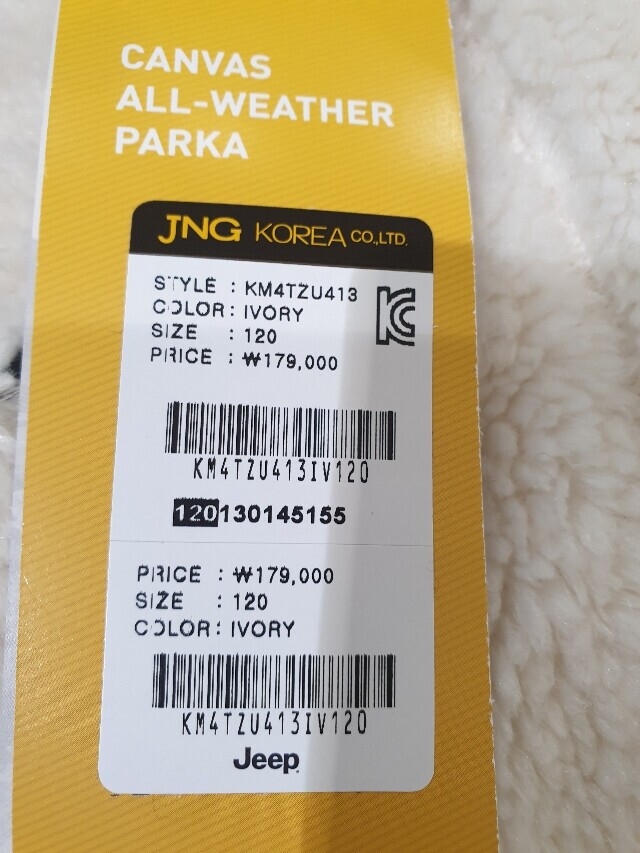 CANVAS
ALL-WEATHER
PARKA
JNG KOREA CO.,LTD.
STYLE : KM4TZU413
COLOR : IVORY
SIZE : 120
PRICE : ₩179,000
KM4TZU413IV120
120130145155
PRICE : ₩179,000
SIZE : 120
COLOR : IVORY
KM4TZU413IV120
Jeep